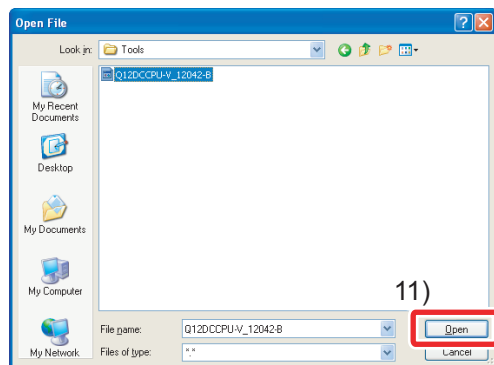 Open File
Look in:
Tools
Q12DCCPU-V_12042-B
My Recent
Documents
Desktop
My Documents
My Computer
11)
File name:
Q12DCCPU-V_12042-B
Open
My Network
Files of type:
*.*
Cancel